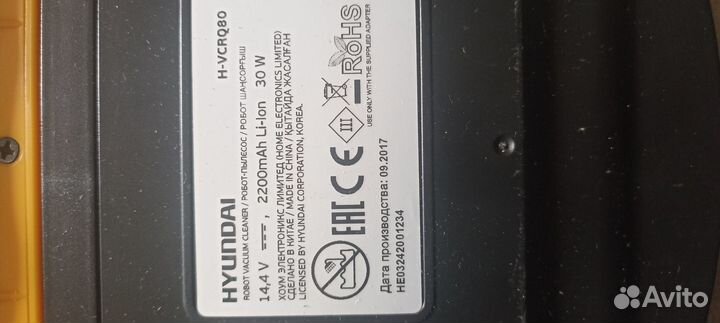 HYUNDAI H-VCRQ80
ROBOT VACUUM CLEANER / РОБОТ-ПЫЛЕСОС / РОБОТ ШАҢСОРҒЫШ
14,4 V ⎓, 2200mAh Li-Ion 30 W
ХОУМ ЭЛЕКТРОНИКС ЛИМИТЕД (HOME ELECTRONICS LIMITED)
СДЕЛАНО В КИТАЕ / MADE IN CHINA / ҚЫТАЙДА ЖАСАЛҒАН
LICENSED BY HYUNDAI CORPORATION, KOREA.
EAC CE III RoHS
USE ONLY WITH THE SUPPLIED ADAPTER
Дата производства: 09.2017
HE03242001234
Avito